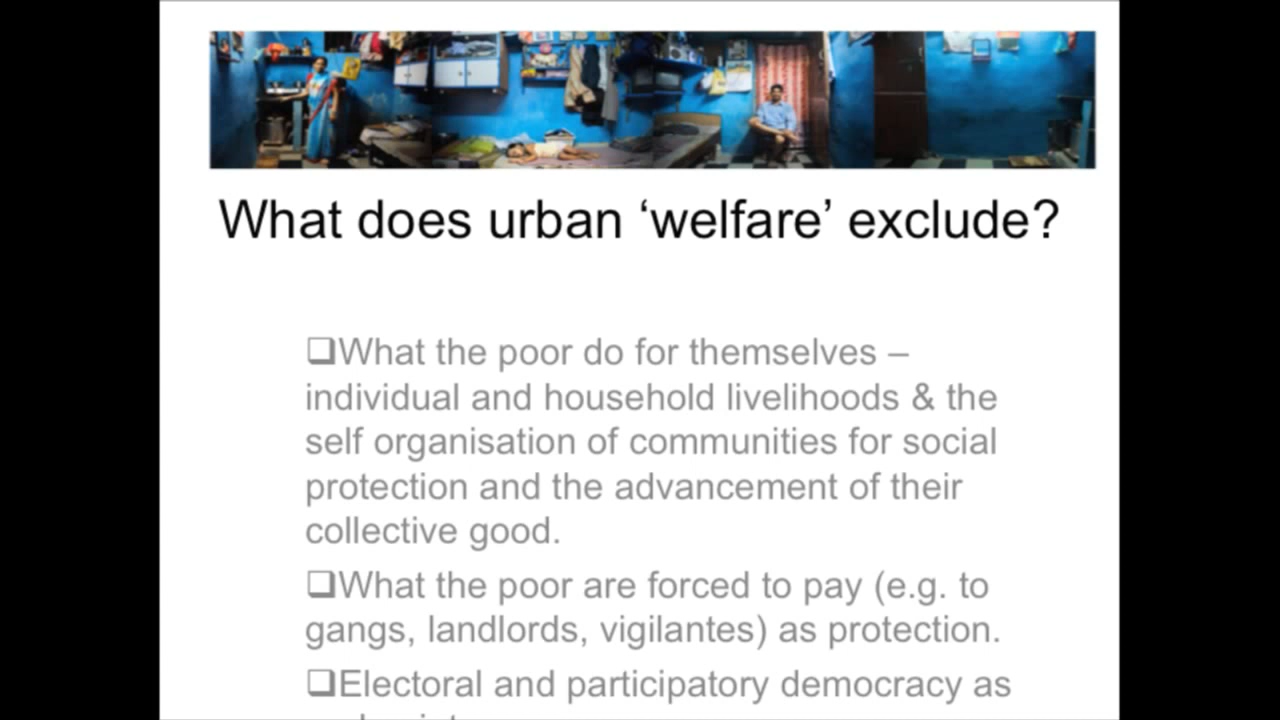 What does urban ‘welfare’ exclude?
❑What the poor do for themselves –
individual and household livelihoods & the
self organisation of communities for social
protection and the advancement of their
collective good.
❑What the poor are forced to pay (e.g. to
gangs, landlords, vigilantes) as protection.
❑Electoral and participatory democracy as